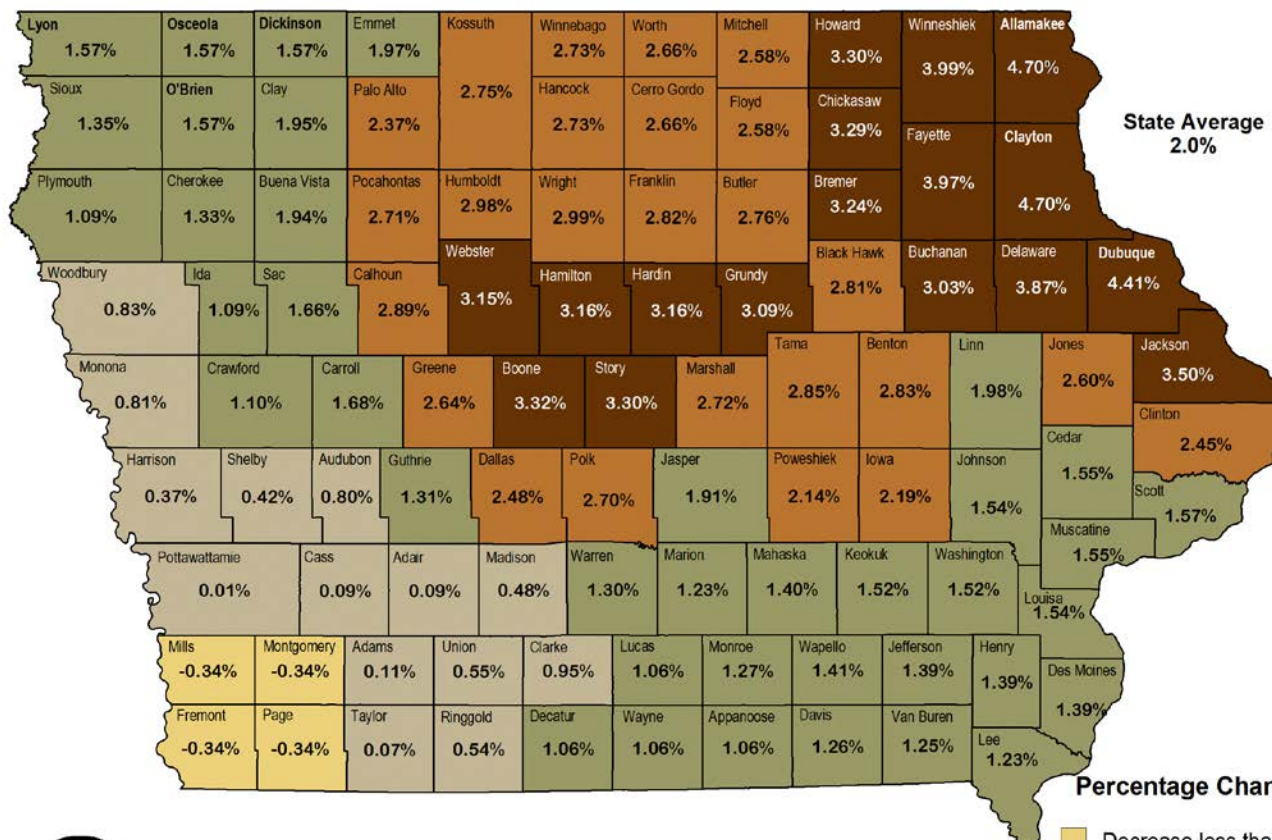 Lyon
1.57%
Osceola
1.57%
Dickinson
1.57%
Emmet
1.97%
Kossuth
2.75%
Winnebago
2.73%
Worth
2.66%
Mitchell
2.58%
Howard
3.30%
Winneshiek
3.99%
Allamakee
4.70%
Sioux
1.35%
O'Brien
1.57%
Clay
1.95%
Palo Alto
2.37%
Hancock
2.73%
Cerro Gordo
2.66%
Floyd
2.58%
Chickasaw
3.29%
Fayette
3.97%
Clayton
4.70%
State Average
2.0%
Plymouth
1.09%
Cherokee
1.33%
Buena Vista
1.94%
Pocahontas
2.71%
Humboldt
2.98%
Wright
2.99%
Franklin
2.82%
Butler
2.76%
Bremer
3.24%
Woodbury
0.83%
Ida
1.09%
Sac
1.66%
Calhoun
2.89%
Webster
3.15%
Hamilton
3.16%
Hardin
3.16%
Grundy
3.09%
Black Hawk
2.81%
Buchanan
3.03%
Delaware
3.87%
Dubuque
4.41%
Monona
0.81%
Crawford
1.10%
Carroll
1.68%
Greene
2.64%
Boone
3.32%
Story
3.30%
Marshall
2.72%
Tama
2.85%
Benton
2.83%
Linn
1.98%
Jones
2.60%
Jackson
3.50%
Clinton
2.45%
Cedar
1.55%
Harrison
0.37%
Shelby
0.42%
Audubon
0.80%
Guthrie
1.31%
Dallas
2.48%
Polk
2.70%
Jasper
1.91%
Poweshiek
2.14%
Iowa
2.19%
Johnson
1.54%
Scott
1.57%
Muscatine
1.55%
Pottawattamie
0.01%
Cass
0.09%
Adair
0.09%
Madison
0.48%
Warren
1.30%
Marion
1.23%
Mahaska
1.40%
Keokuk
1.52%
Washington
1.52%
Louisa
1.54%
Mills
-0.34%
Montgomery
-0.34%
Adams
0.11%
Union
0.55%
Clarke
0.95%
Lucas
1.06%
Monroe
1.27%
Wapello
1.41%
Jefferson
1.39%
Henry
1.39%
Des Moines
1.39%
Fremont
-0.34%
Page
-0.34%
Taylor
0.07%
Ringgold
0.54%
Decatur
1.06%
Wayne
1.06%
Appanoose
1.06%
Davis
1.26%
Van Buren
1.25%
Lee
1.23%
Percentage Chan
Decrease less tha